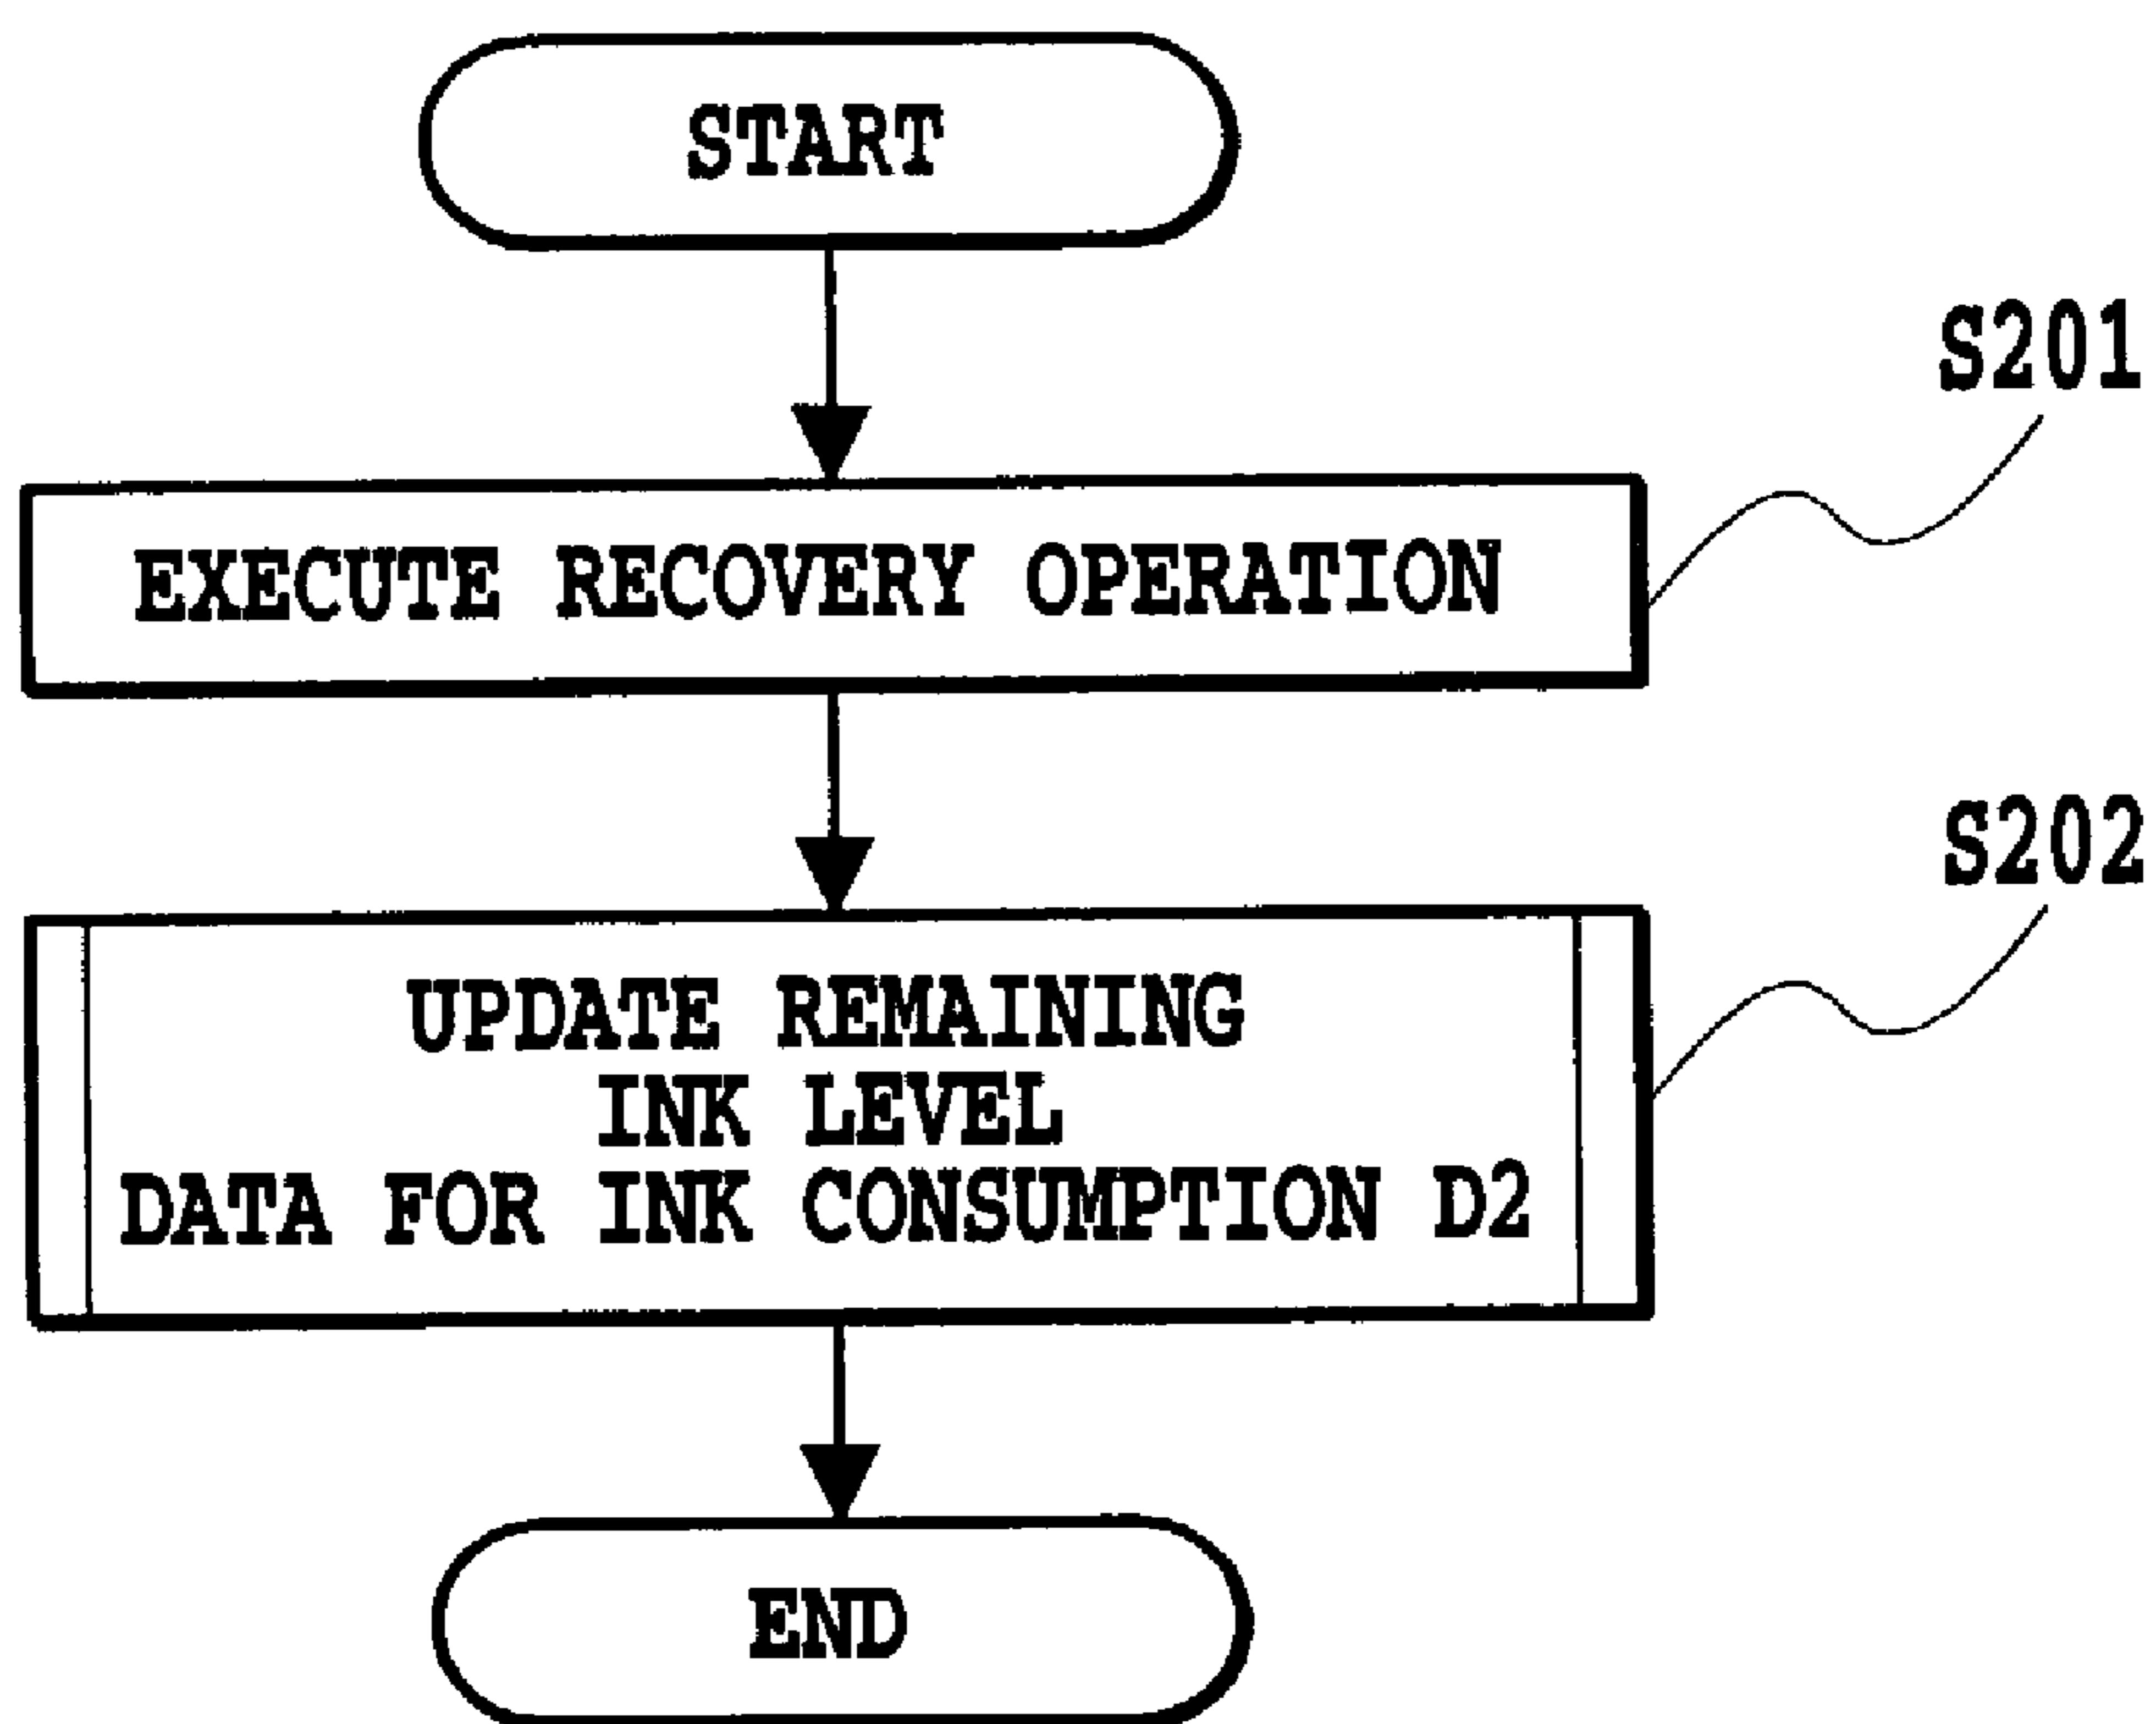 START
S201
EXECUTE RECOVERY OPERATION
S202
UPDATE REMAINING
INK LEVEL
DATA FOR INK CONSUMPTION D2
END